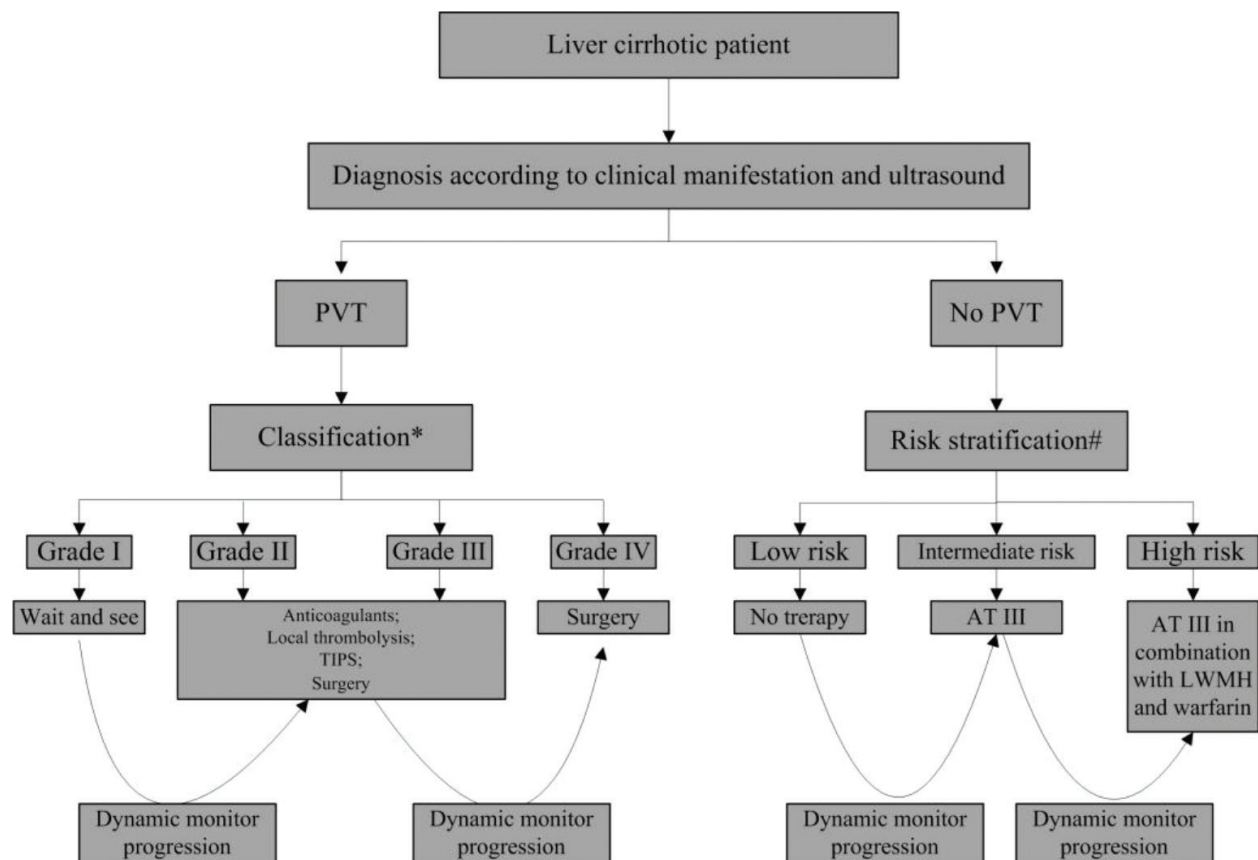 Liver cirrhotic patient
Diagnosis according to clinical manifestation and ultrasound
PVT
No PVT
Classification*
Risk stratification#
Grade I
Grade II
Grade III
Grade IV
Low risk
Intermediate risk
High risk
Wait and see
Anticoagulants;
Local thrombolysis;
TIPS;
Surgery
Surgery
No trerapy
AT III
AT III in
combination
with LWMH
and warfarin
Dynamic monitor
progression
Dynamic monitor
progression
Dynamic monitor
progression
Dynamic monitor
progression